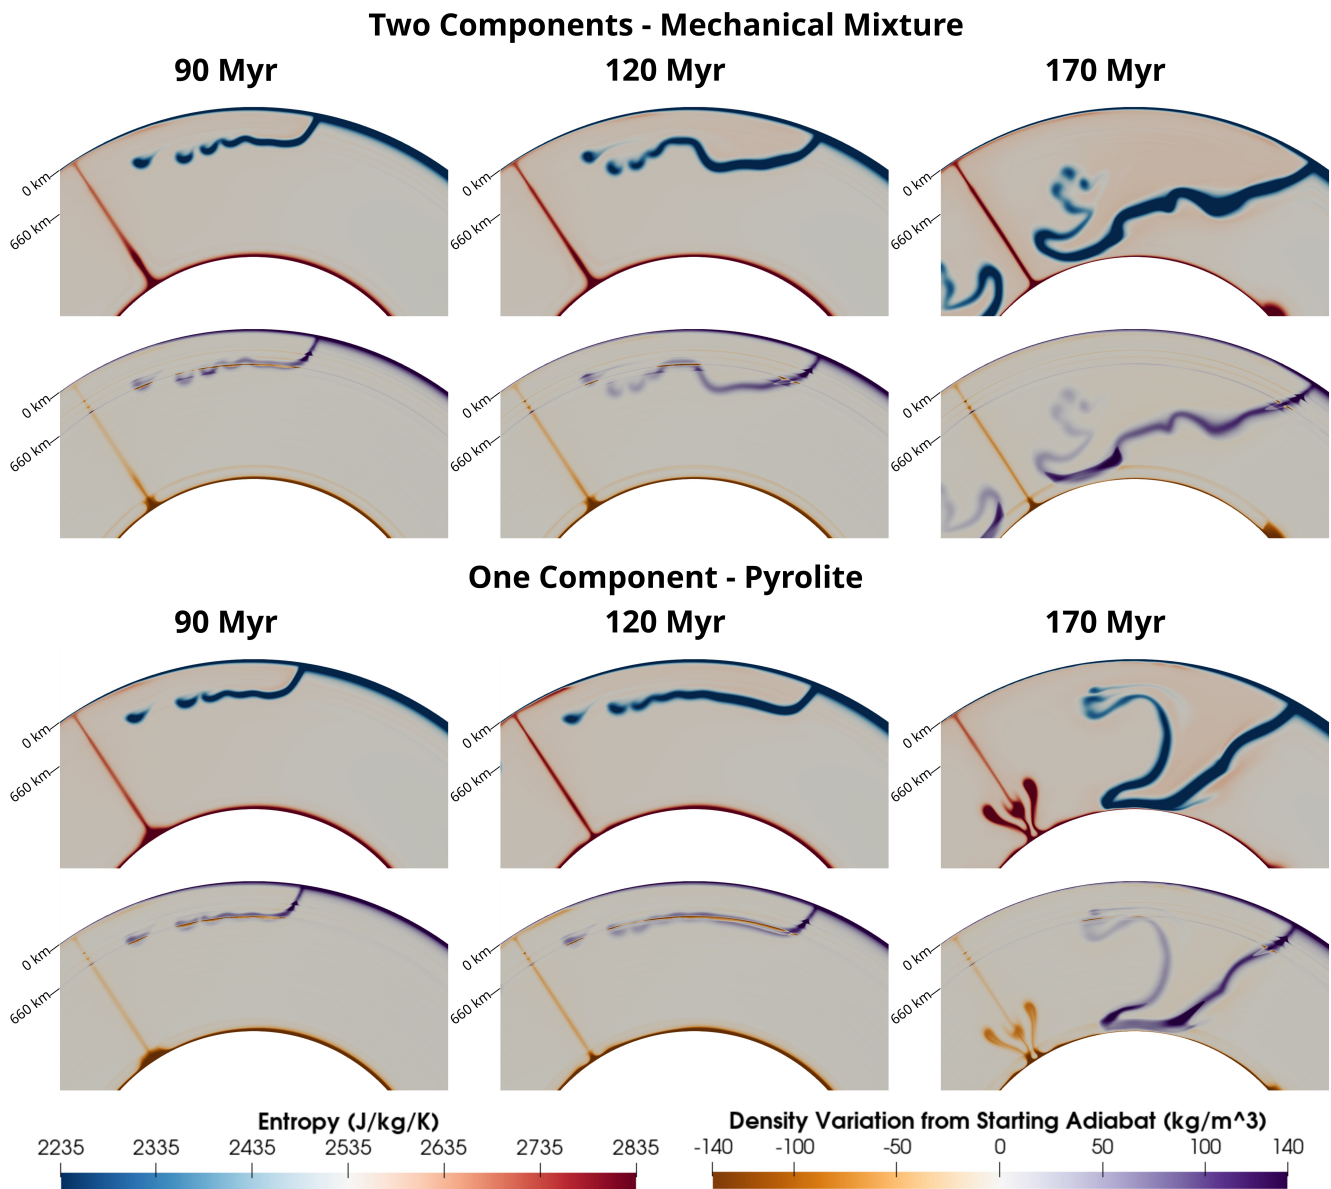 Two Components - Mechanical Mixture
90 Myr 120 Myr 170 Myr
0 km 0 km 0 km
660 km 660 km 660 km
0 km 0 km 0 km
660 km 660 km 660 km
One Component - Pyrolite
90 Myr 120 Myr 170 Myr
0 km 0 km 0 km
660 km 660 km 660 km
0 km 0 km 0 km
660 km 660 km 660 km
Entropy (J/kg/K) Density Variation from Starting Adiabat (kg/m^3)
2235 2335 2435 2535 2635 2735 2835 -140 -100 -50 0 50 100 140